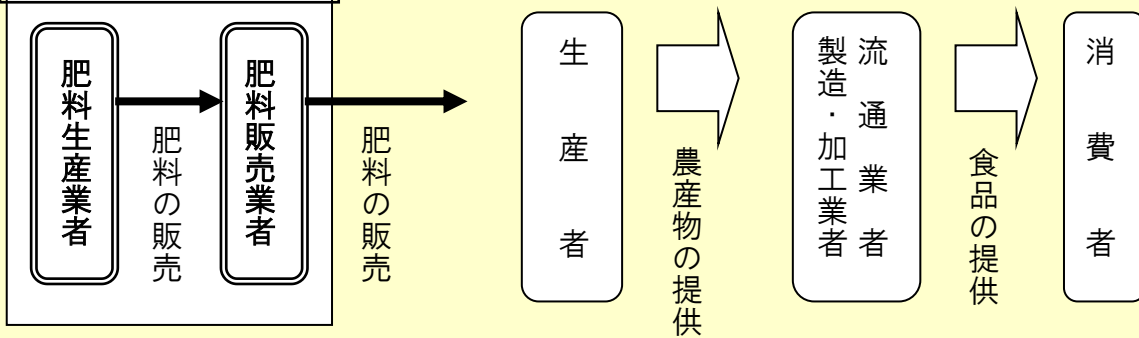 肥料生産業者
肥料の販売
肥料販売業者
肥料の販売
生産者
農産物の提供
流通業者
製造・加工業者
食品の提供
消費者